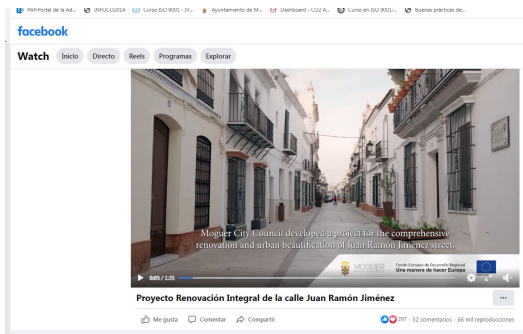 PAP-Portal de la Ad...
INFOCO2014
Curso ISO 9001 - IV...
Ayuntamiento de M...
Dashboard - CO2 A...
Curso en ISO 9001:...
Buenas prácticas de...
facebook
Watch
Inicio
Directo
Reels
Programas
Explorar
Moguer City Council developed a project for the comprehensive
renovation and urban beautification of Juan Ramón Jiménez street.
MOGUER
Fondo Europeo de Desarrollo Regional
Una manera de hacer Europa
0:05 / 1:35
Proyecto Renovación Integral de la calle Juan Ramón Jiménez
Me gusta
Comentar
Compartir
297 · 52 comentarios · 66 mil reproducciones